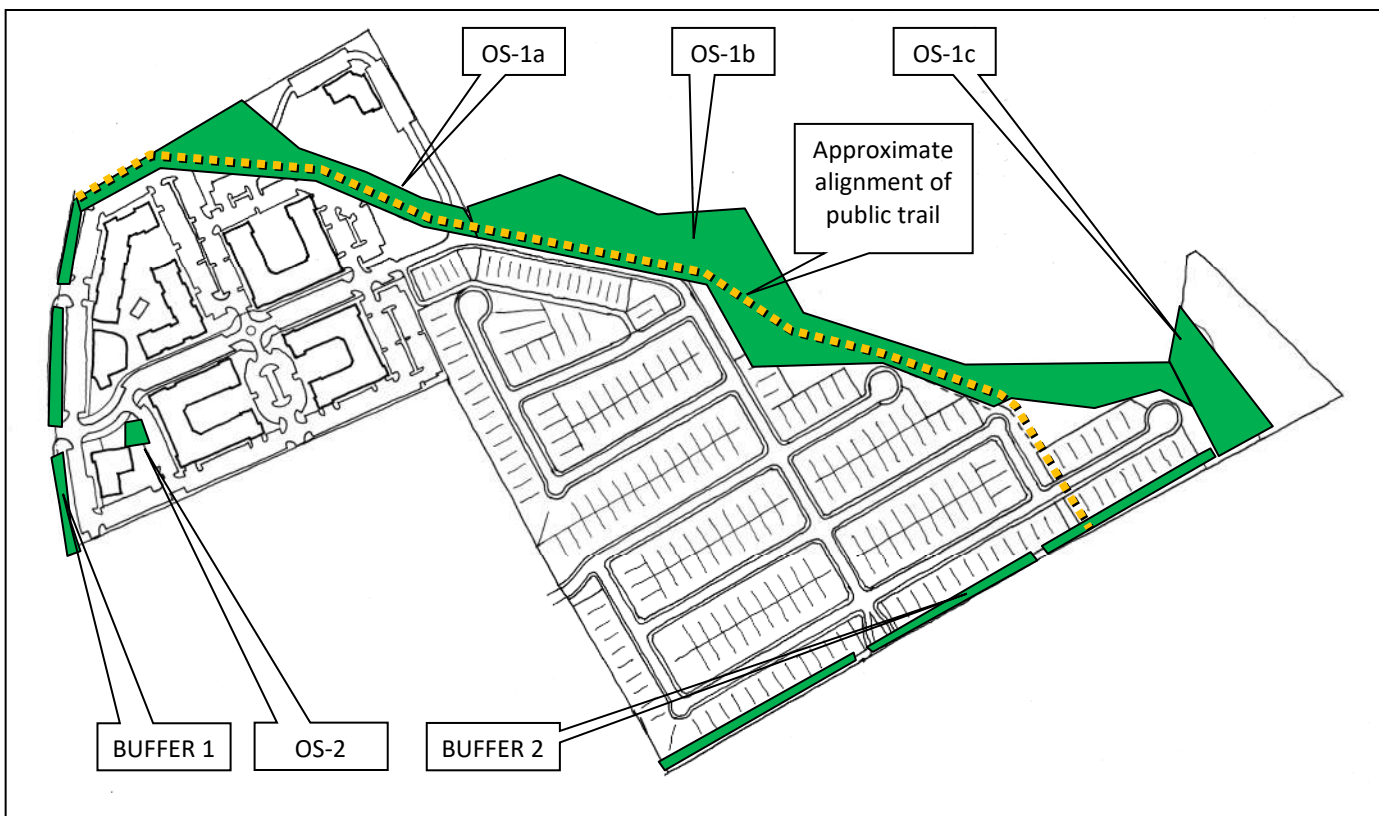 OS-1a
OS-1b
OS-1c
Approximate
alignment of
public trail
BUFFER 1
OS-2
BUFFER 2